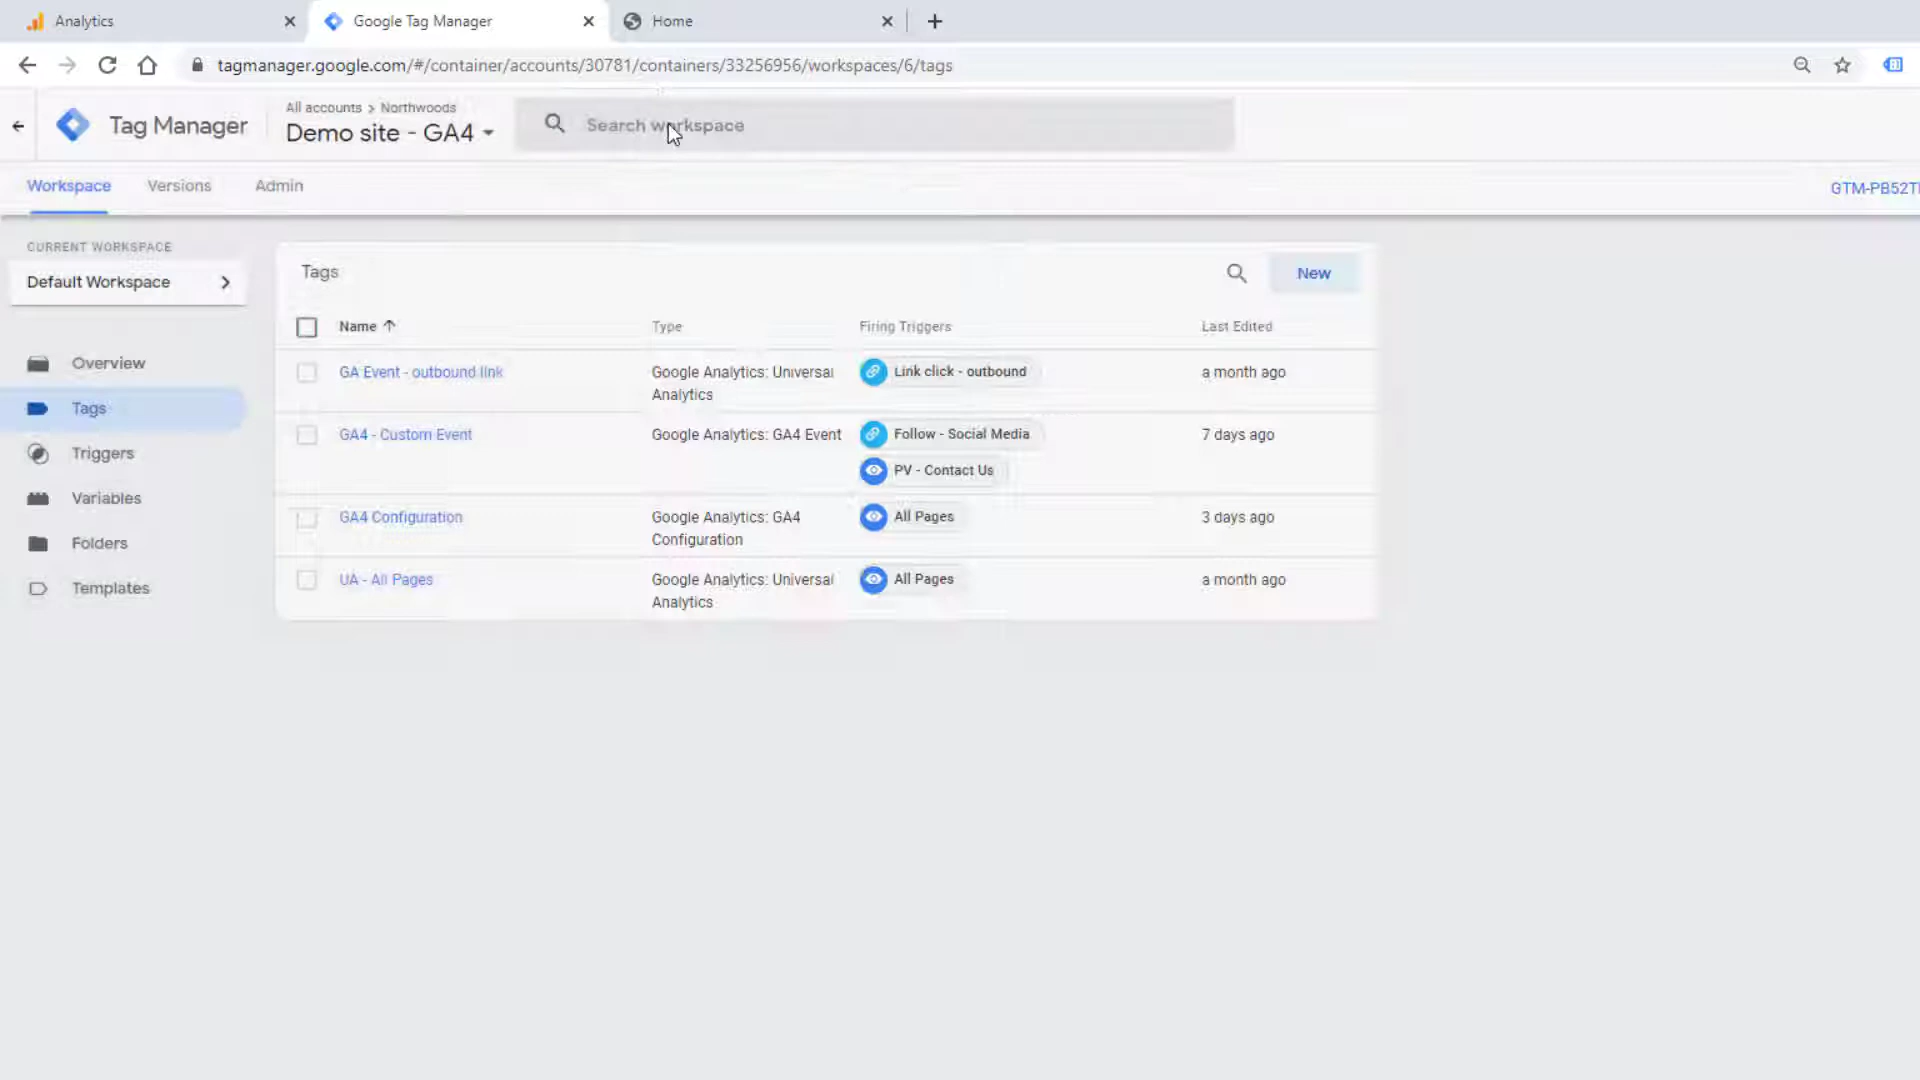 Analytics
Google Tag Manager
Home
tagmanager.google.com/#/container/accounts/30781/containers/33256956/workspaces/6/tags
Tag Manager
All accounts > Northwoods
Demo site - GA4
Search workspace
Workspace
Versions
Admin
GTM-PB52T
CURRENT WORKSPACE
Default Workspace
Overview
Tags
Triggers
Variables
Folders
Templates
Tags
New
Name
Type
Firing Triggers
Last Edited
GA Event - outbound link
Google Analytics: Universal
Analytics
Link click - outbound
a month ago
GA4 - Custom Event
Google Analytics: GA4 Event
Follow - Social Media
PV - Contact Us
7 days ago
GA4 Configuration
Google Analytics: GA4
Configuration
All Pages
3 days ago
UA - All Pages
Google Analytics: Universal
Analytics
All Pages
a month ago